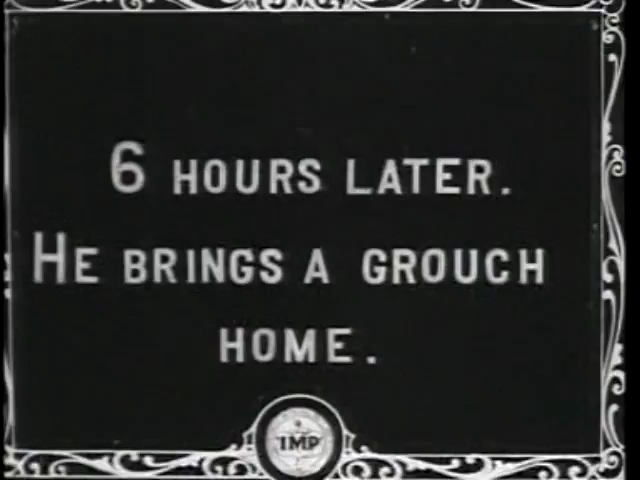 6 HOURS LATER.
HE BRINGS A GROUCH
HOME.
IMP